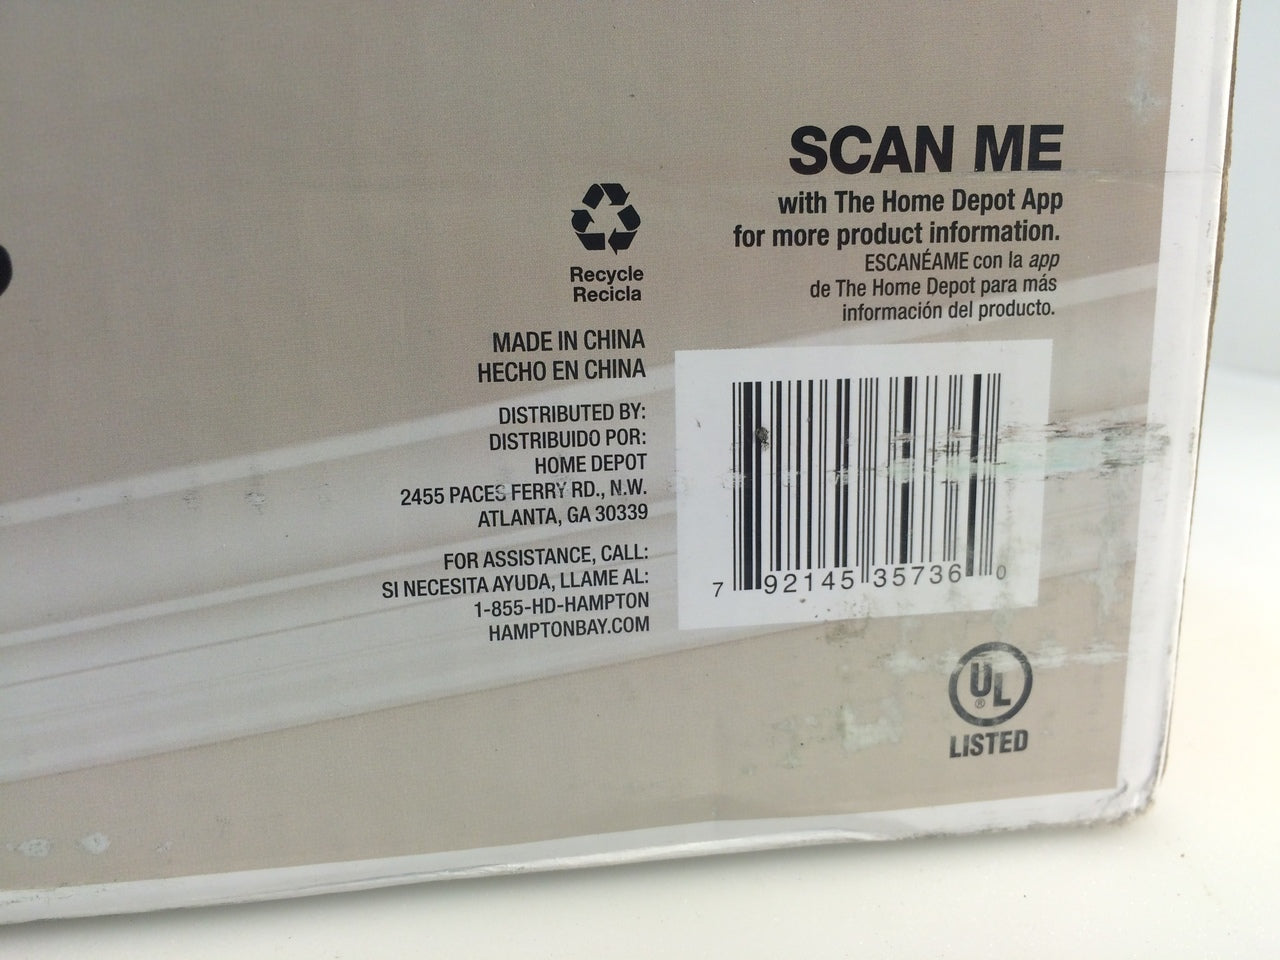 SCAN ME
with The Home Depot App
for more product information.
ESCANÉAME con la app
de The Home Depot para más
información del producto.
Recycle
Recicla
MADE IN CHINA
HECHO EN CHINA
DISTRIBUTED BY:
DISTRIBUIDO POR:
HOME DEPOT
2455 PACES FERRY RD., N.W.
ATLANTA, GA 30339
FOR ASSISTANCE, CALL:
SI NECESITA AYUDA, LLAME AL:
1-855-HD-HAMPTON
HAMPTONBAY.COM
7 92145 35736 0
UL
®
LISTED